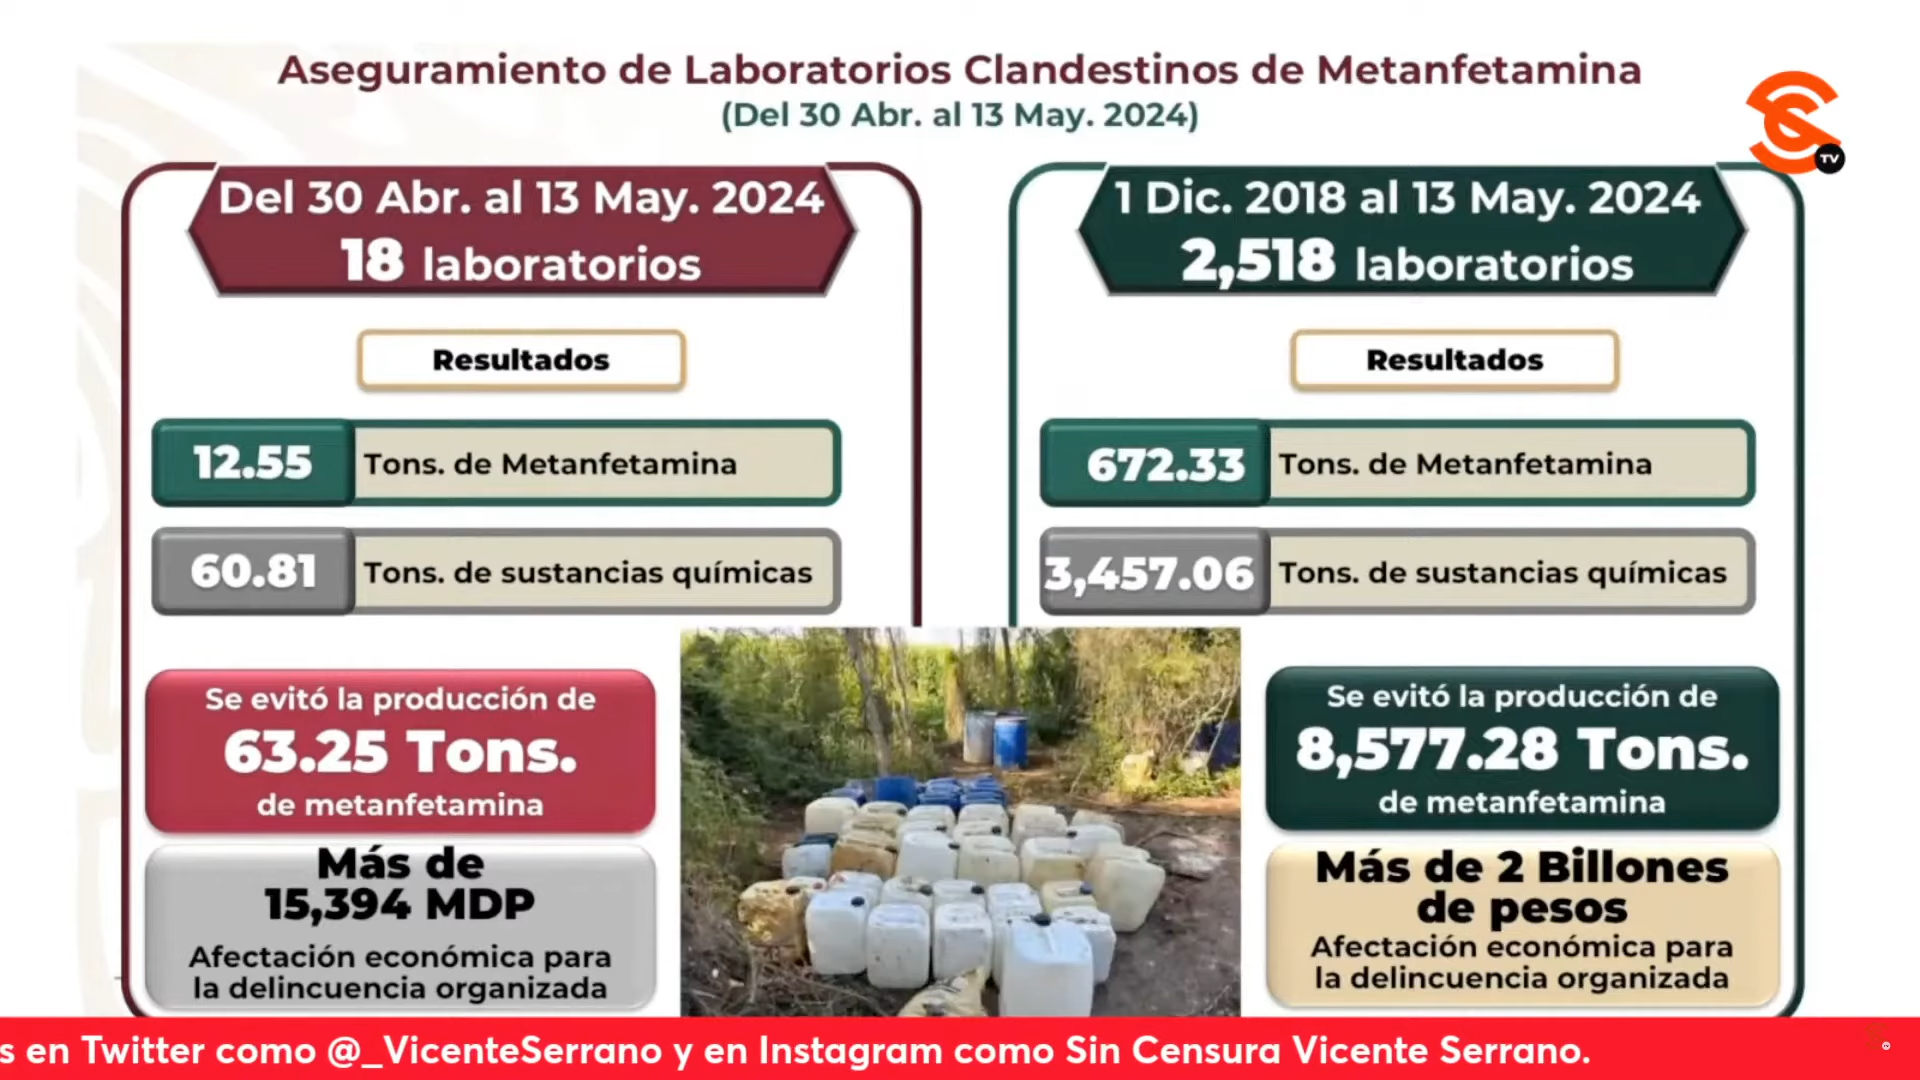 Aseguramiento de Laboratorios Clandestinos de Metanfetamina
(Del 30 Abr. al 13 May. 2024)
TV
Del 30 Abr. al 13 May. 2024
18 laboratorios
Resultados
12.55 Tons. de Metanfetamina
60.81 Tons. de sustancias químicas
Se evitó la producción de
63.25 Tons.
de metanfetamina
Más de
15,394 MDP
Afectación económica para
la delincuencia organizada
1 Dic. 2018 al 13 May. 2024
2,518 laboratorios
Resultados
672.33 Tons. de Metanfetamina
3,457.06 Tons. de sustancias químicas
Se evitó la producción de
8,577.28 Tons.
de metanfetamina
Más de 2 Billones
de pesos
Afectación económica para
la delincuencia organizada
s en Twitter como @_VicenteSerrano y en Instagram como Sin Censura Vicente Serrano.